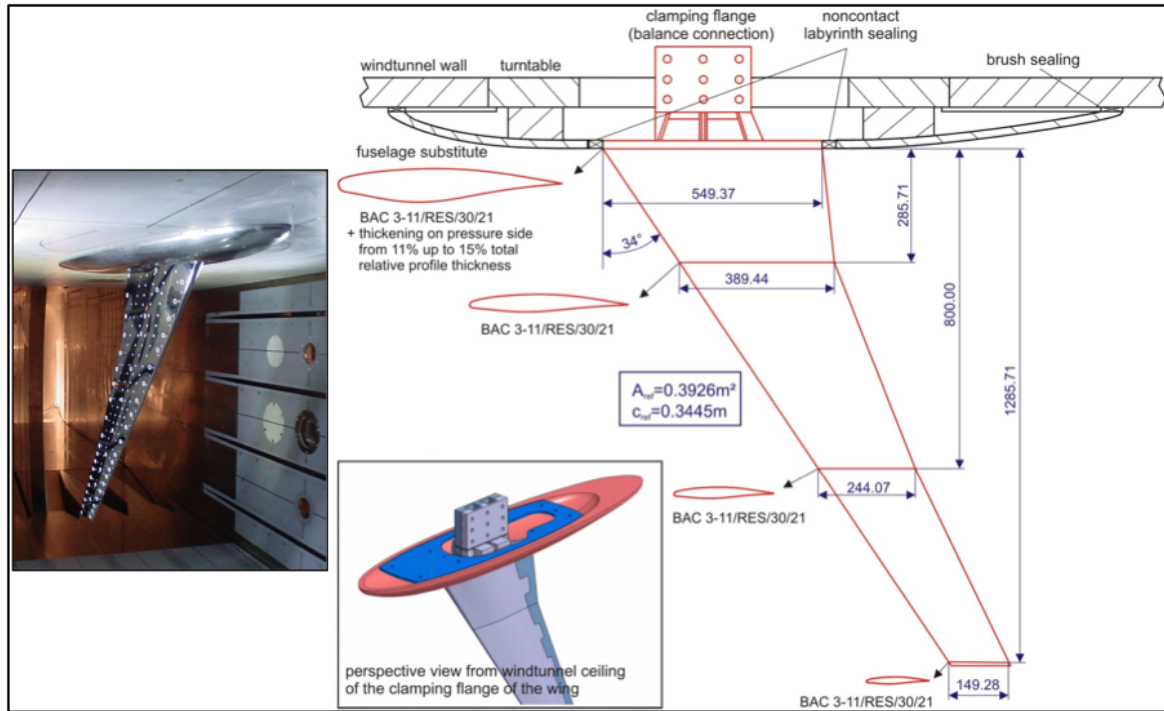 clamping flange
(balance connection)
noncontact
labyrinth sealing
windtunnel wall
turntable
brush sealing
fuselage substitute
BAC 3-11/RES/30/21
+ thickening on pressure side
from 11% up to 15% total
relative profile thickness
549.37
285.71
34°
389.44
BAC 3-11/RES/30/21
800.00
1285.71
Aref=0.3926m²
cref=0.3445m
244.07
BAC 3-11/RES/30/21
perspective view from windtunnel ceiling
of the clamping flange of the wing
149.28
BAC 3-11/RES/30/21